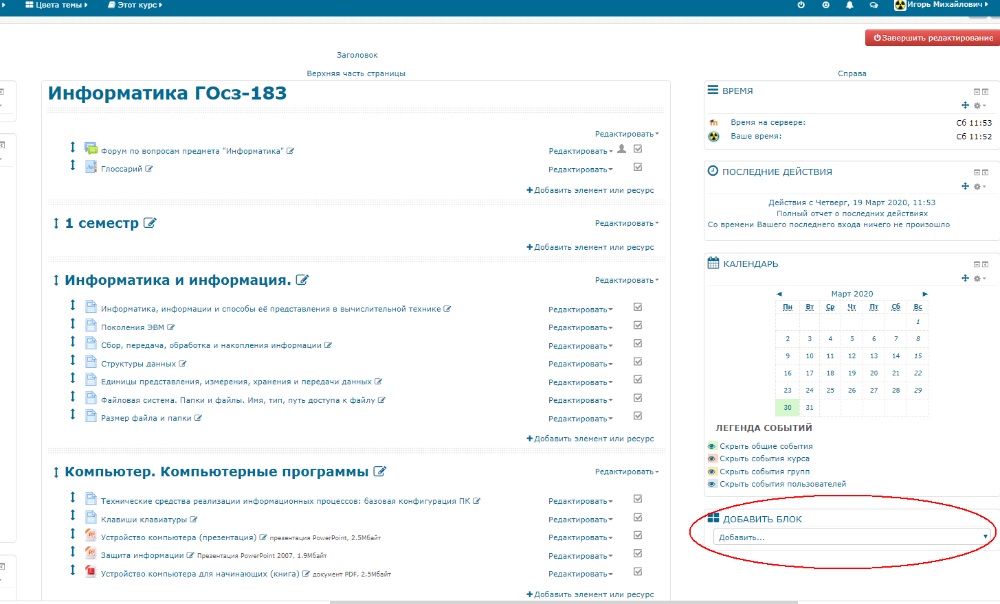 Цвета темы Этот курс Игорь Михайлович
Завершить редактирование
Заголовок
Верхняя часть страницы
Информатика ГОсз-183
Редактировать
Форум по вопросам предмета "Информатика" Редактировать
Глоссарий Редактировать
Добавить элемент или ресурс
1 семестр Редактировать
Добавить элемент или ресурс
Информатика и информация. Редактировать
Информатика, информации и способы её представления в вычислительной технике Редактировать
Поколения ЭВМ Редактировать
Сбор, передача, обработка и накопления информации Редактировать
Структуры данных Редактировать
Единицы представления, измерения, хранения и передачи данных Редактировать
Файловая система. Папки и файлы. Имя, тип, путь доступа к файлу Редактировать
Размер файла и папки Редактировать
Добавить элемент или ресурс
Компьютер. Компьютерные программы Редактировать
Технические средства реализации информационных процессов: базовая конфигурация ПК Редактировать
Клавиши клавиатуры Редактировать
Устройство компьютера (презентация) презентация PowerPoint, 2.5Мбайт Редактировать
Защита информации Презентация PowerPoint 2007, 1.9Мбайт Редактировать
Устройство компьютера для начинающих (книга) документ PDF, 2.5Мбайт Редактировать
Добавить элемент или ресурс
Справа
ВРЕМЯ
Время на сервере: Сб 11:53
Ваше время: Сб 11:52
ПОСЛЕДНИЕ ДЕЙСТВИЯ
Действия с Четверг, 19 Март 2020, 11:53
Полный отчет о последних действиях
Со времени Вашего последнего входа ничего не произошло
КАЛЕНДАРЬ
Март 2020
Пн Вт Ср Чт Пт Сб Вс
1
2 3 4 5 6 7 8
9 10 11 12 13 14 15
16 17 18 19 20 21 22
23 24 25 26 27 28 29
30 31
ЛЕГЕНДА СОБЫТИЙ
Скрыть общие события
Скрыть события курса
Скрыть события групп
Скрыть события пользователей
ДОБАВИТЬ БЛОК
Добавить...